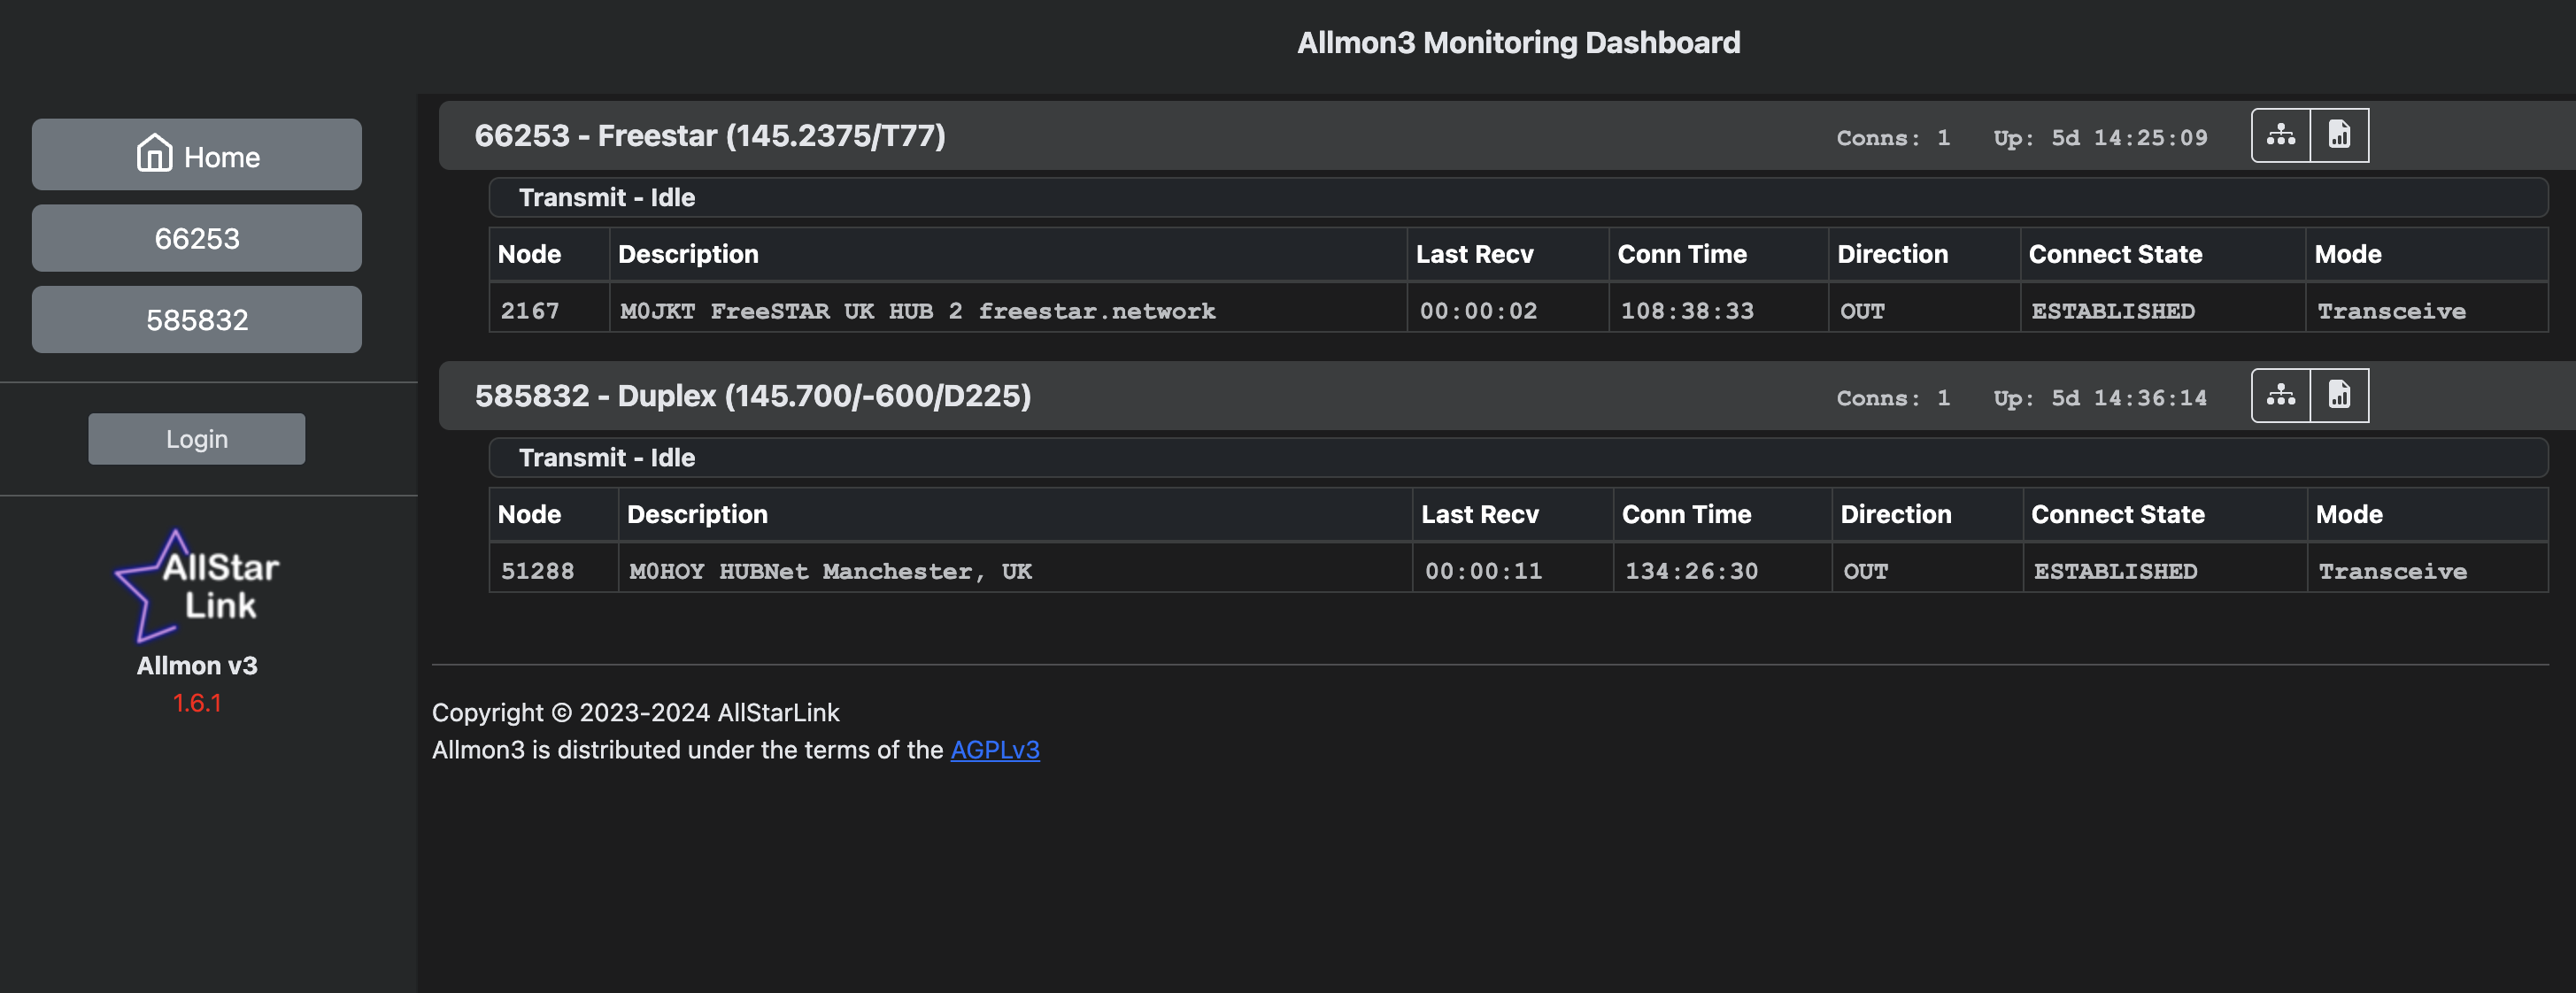 Allmon3 Monitoring Dashboard
Home
66253
585832
Login
AllStar
Link
Allmon v3
1.6.1
66253 - Freestar (145.2375/T77) Conns: 1 Up: 5d 14:25:09
Transmit - Idle
Node Description Last Recv Conn Time Direction Connect State Mode
2167 M0JKT FreeSTAR UK HUB 2 freestar.network 00:00:02 108:38:33 OUT ESTABLISHED Transceive
585832 - Duplex (145.700/-600/D225) Conns: 1 Up: 5d 14:36:14
Transmit - Idle
Node Description Last Recv Conn Time Direction Connect State Mode
51288 M0HOY HUBNet Manchester, UK 00:00:11 134:26:30 OUT ESTABLISHED Transceive
Copyright © 2023-2024 AllStarLink
Allmon3 is distributed under the terms of the AGPLv3